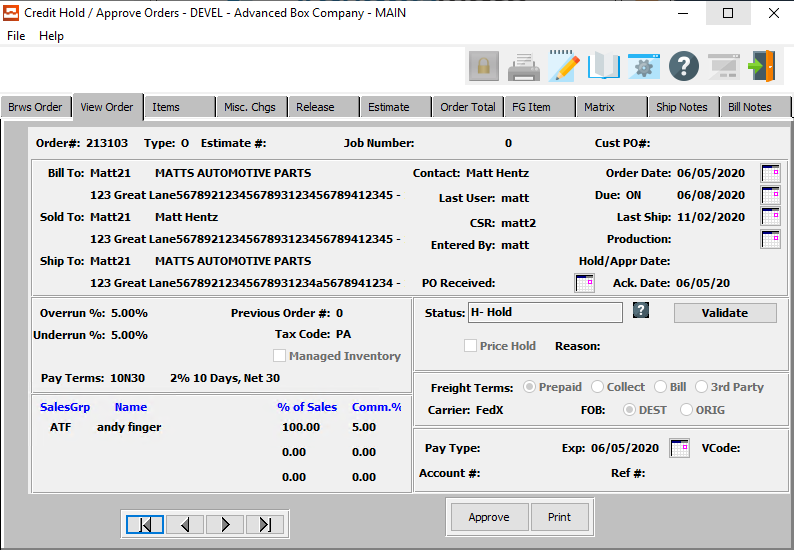 Credit Hold / Approve Orders - DEVEL - Advanced Box Company - MAIN
File Help
Brws Order View Order Items Misc. Chgs Release Estimate Order Total FG Item Matrix Ship Notes Bill Notes
Order#: 213103 Type: O Estimate #: Job Number: 0 Cust PO#:
Bill To: Matt21 MATTS AUTOMOTIVE PARTS Contact: Matt Hentz Order Date: 06/05/2020
123 Great Lane5678921234567893123456789412345 - Last User: matt Due: ON 06/08/2020
Sold To: Matt21 Matt Hentz CSR: matt2 Last Ship: 11/02/2020
123 Great Lane5678921234567893123456789412345 - Entered By: matt Production:
Ship To: Matt21 MATTS AUTOMOTIVE PARTS Hold/Appr Date:
123 Great Lane56789212345678931234a5678941234 - PO Received: Ack. Date: 06/05/20
Overrun %: 5.00% Previous Order #: 0 Status: H- Hold ? Validate
Underrun %: 5.00% Tax Code: PA
Managed Inventory Price Hold Reason:
Pay Terms: 10N30 2% 10 Days, Net 30 Freight Terms: Prepaid Collect Bill 3rd Party
SalesGrp Name % of Sales Comm.% Carrier: FedX FOB: DEST ORIG
ATF andy finger 100.00 5.00
0.00 0.00 Pay Type: Exp: 06/05/2020 VCode:
0.00 0.00 Account #: Ref #:
Approve Print